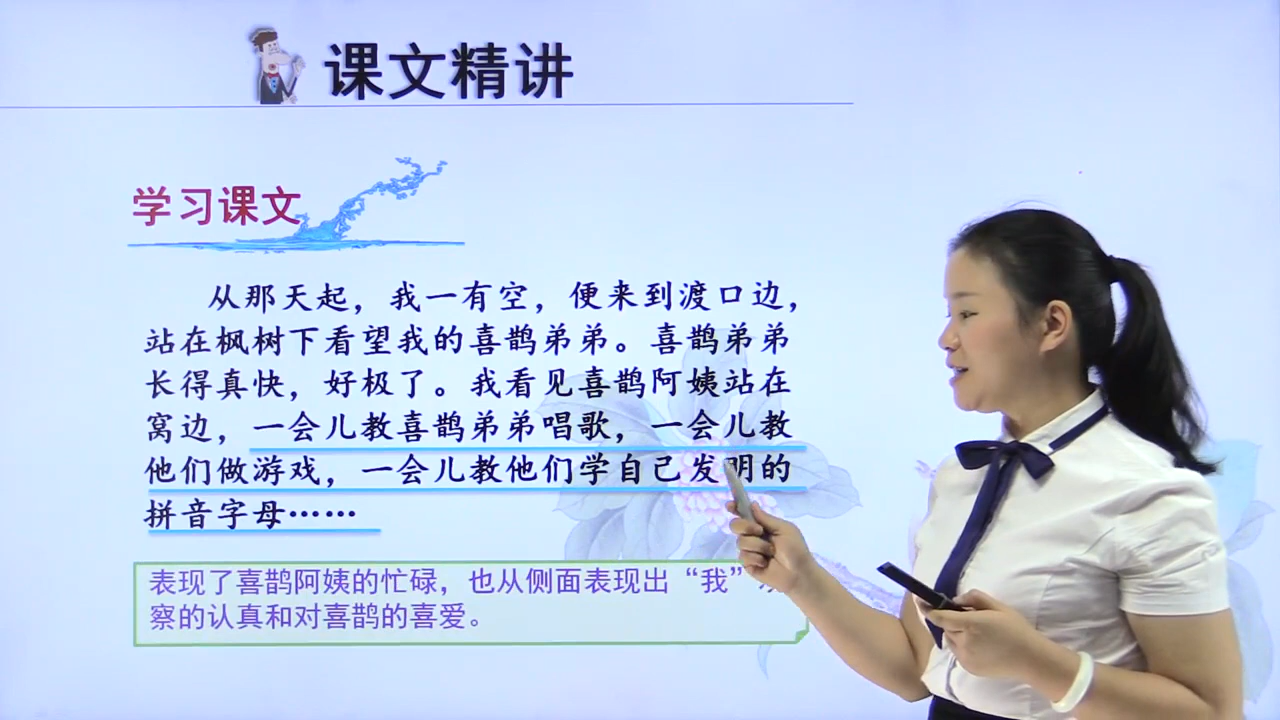 课文精讲
学习课文
从那天起，我一有空，便来到渡口边，
站在枫树下看望我的喜鹊弟弟。喜鹊弟弟
长得真快，好极了。我看见喜鹊阿姨站在
窝边，一会儿教喜鹊弟弟唱歌，一会儿教
他们做游戏，一会儿教他们学自己发明的
拼音字母……
表现了喜鹊阿姨的忙碌，也从侧面表现出“我”
察的认真和对喜鹊的喜爱。